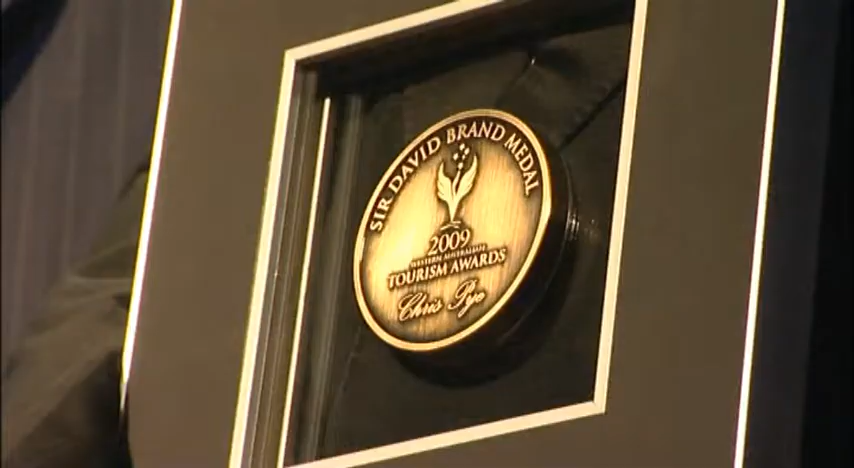 SIR DAVID BRAND MEDAL
2009
WESTERN AUSTRALIAN
TOURISM AWARDS
Chris Pye